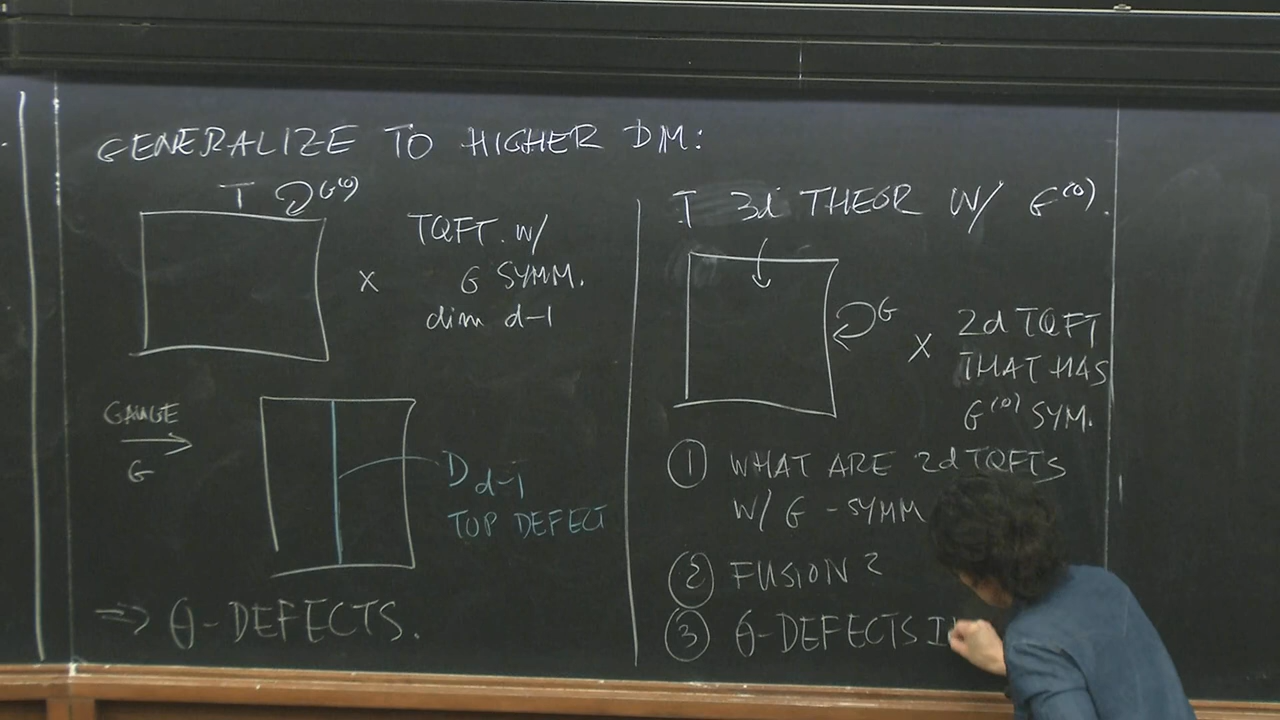 GENERALIZE TO HIGHER DIM:
T G⁽⁰⁾
×
TQFT. W/
G SYMM.
dim d-1
GAUGE
G
D d-1
TOP DEFECT
⇒ θ-DEFECTS.
T 3d THEOR W/ G⁽⁰⁾.
G
×
2d TQFT
THAT HAS
G⁽⁰⁾ SYM.
① WHAT ARE 2d TQFTS
W/ G -SYMM
② FUSION ?
③ θ-DEFECTS